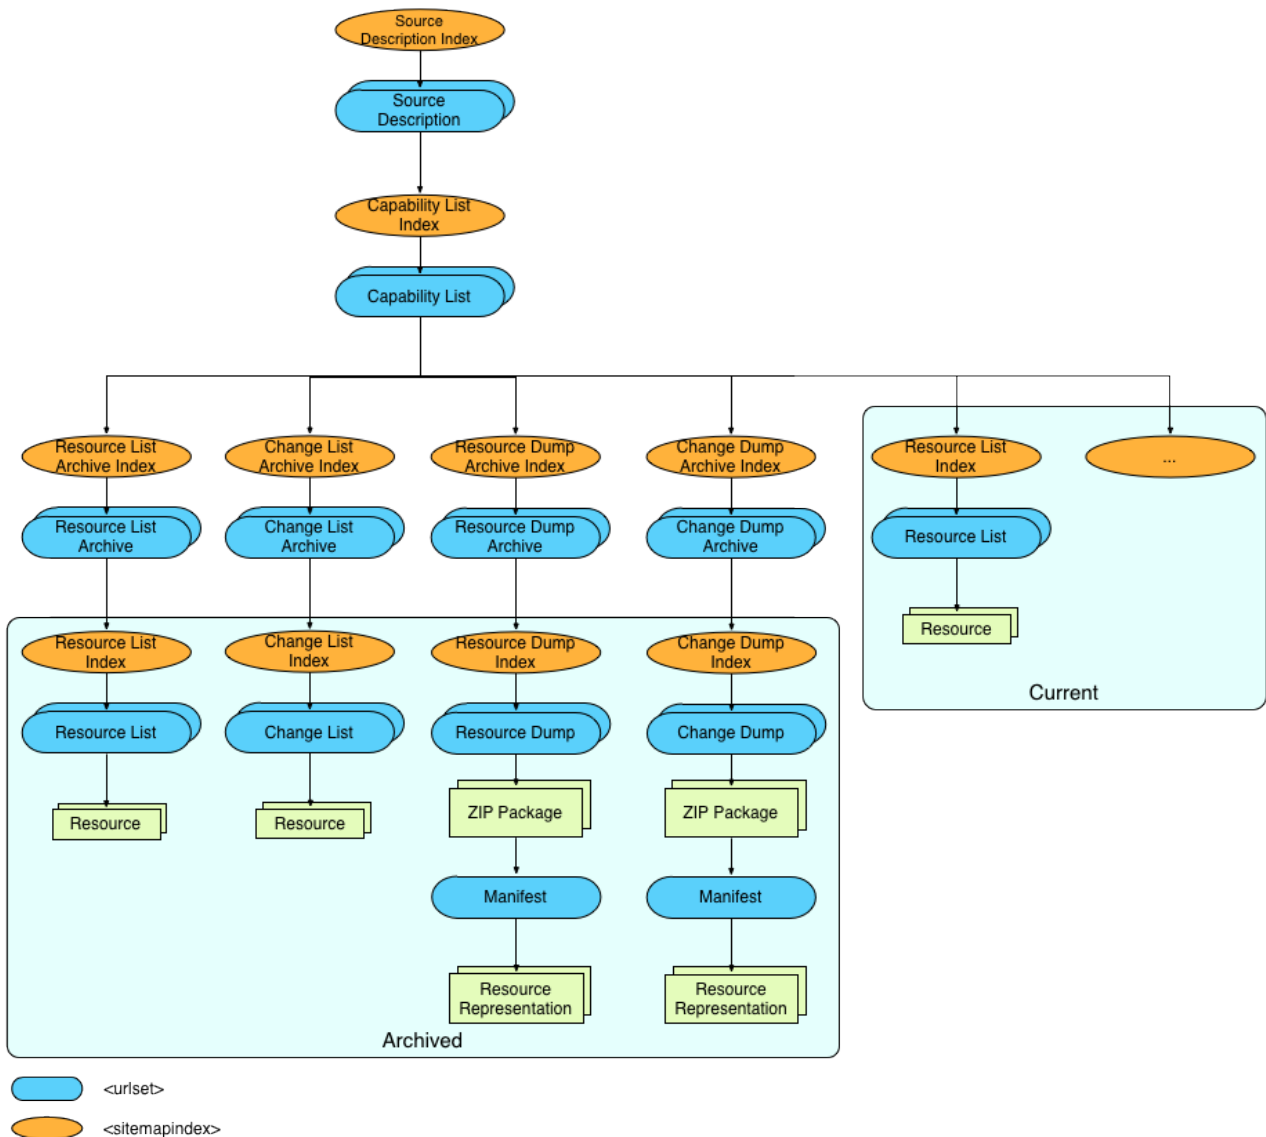 Source
Description Index
Source
Description
Capability List
Index
Capability List
Resource List
Archive Index
Change List
Archive Index
Resource Dump
Archive Index
Change Dump
Archive Index
Resource List
Index
...
Resource List
Archive
Change List
Archive
Resource Dump
Archive
Change Dump
Archive
Resource List
Resource
Current
Resource List
Index
Change List
Index
Resource Dump
Index
Change Dump
Index
Resource List
Change List
Resource Dump
Change Dump
Resource
Resource
ZIP Package
ZIP Package
Manifest
Manifest
Resource
Representation
Resource
Representation
Archived
<urlset>
<sitemapindex>